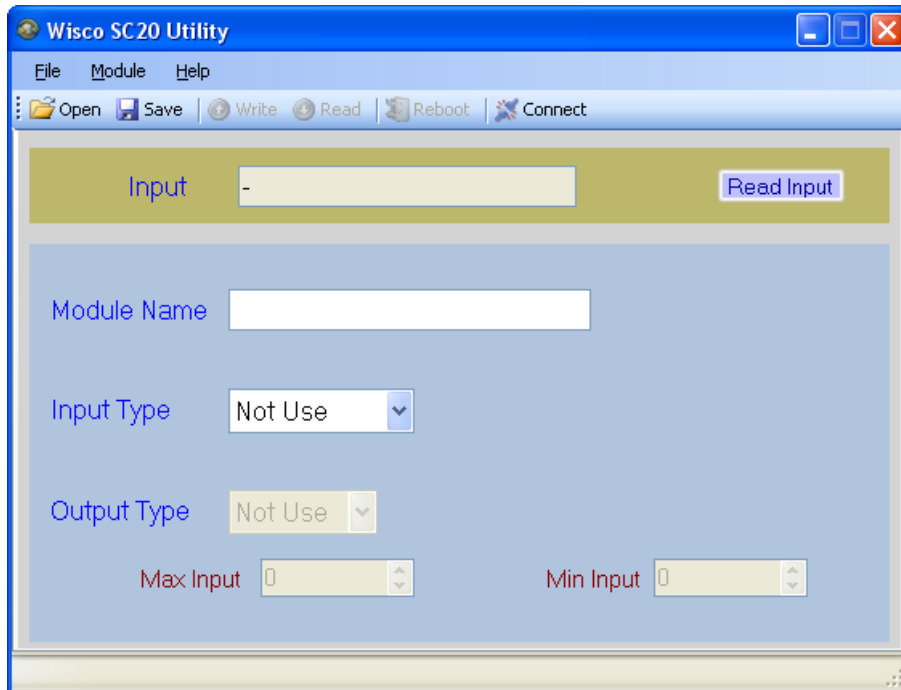 Wisco SC20 Utility
File Module Help
Open Save Write Read Reboot Connect
Input - Read Input
Module Name
Input Type Not Use
Output Type Not Use
Max Input 0 Min Input 0